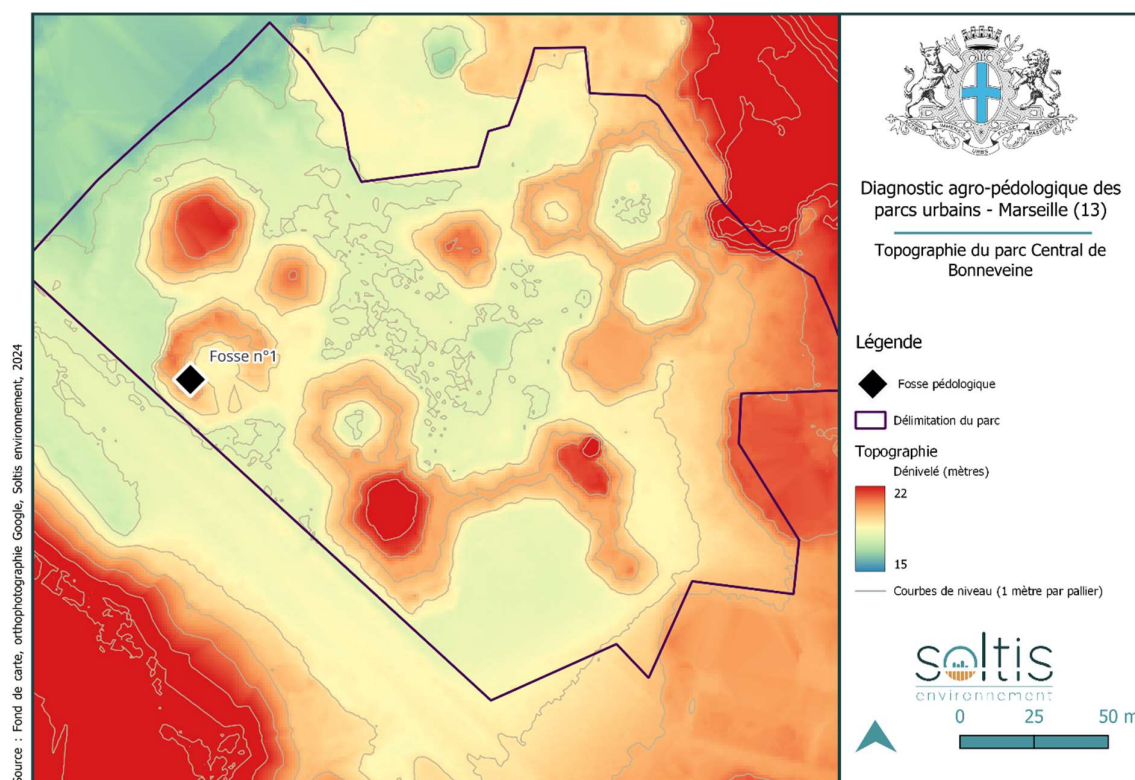 Diagnostic agro-pédologique des
parcs urbains - Marseille (13)
Topographie du parc Central de
Bonneveine
Légende
Fosse pédologique
Délimitation du parc
Topographie
Dénivelé (mètres)
22
15
Courbes de niveau (1 mètre par pallier)
soltis
environnement
0 25 50 m
Fosse n°1
Source : Fond de carte, orthophotographie Google, Soltis environnement, 2024